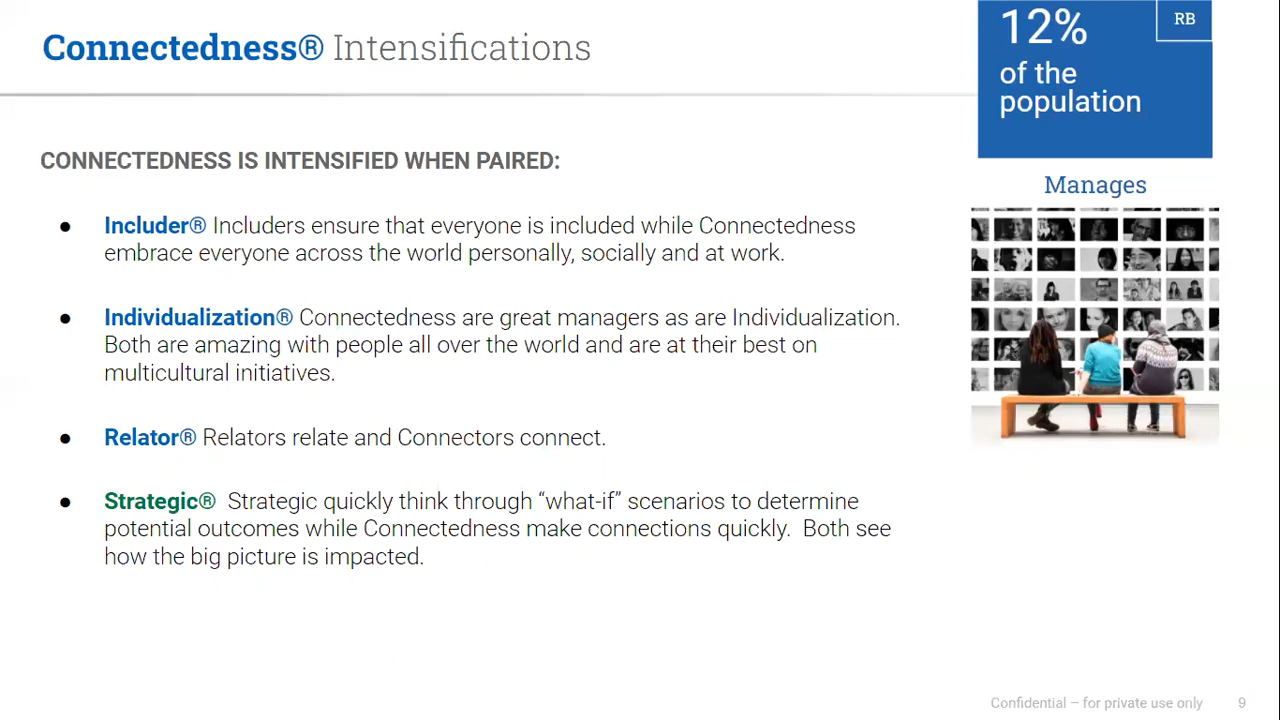 Connectedness® Intensifications
12%
RB
of the
population
Manages
CONNECTEDNESS IS INTENSIFIED WHEN PAIRED:
● Includer® Includers ensure that everyone is included while Connectedness
embrace everyone across the world personally, socially and at work.
● Individualization® Connectedness are great managers as are Individualization.
Both are amazing with people all over the world and are at their best on
multicultural initiatives.
● Relator® Relators relate and Connectors connect.
● Strategic®  Strategic quickly think through “what-if” scenarios to determine
potential outcomes while Connectedness make connections quickly.  Both see
how the big picture is impacted.
Confidential – for private use only
9